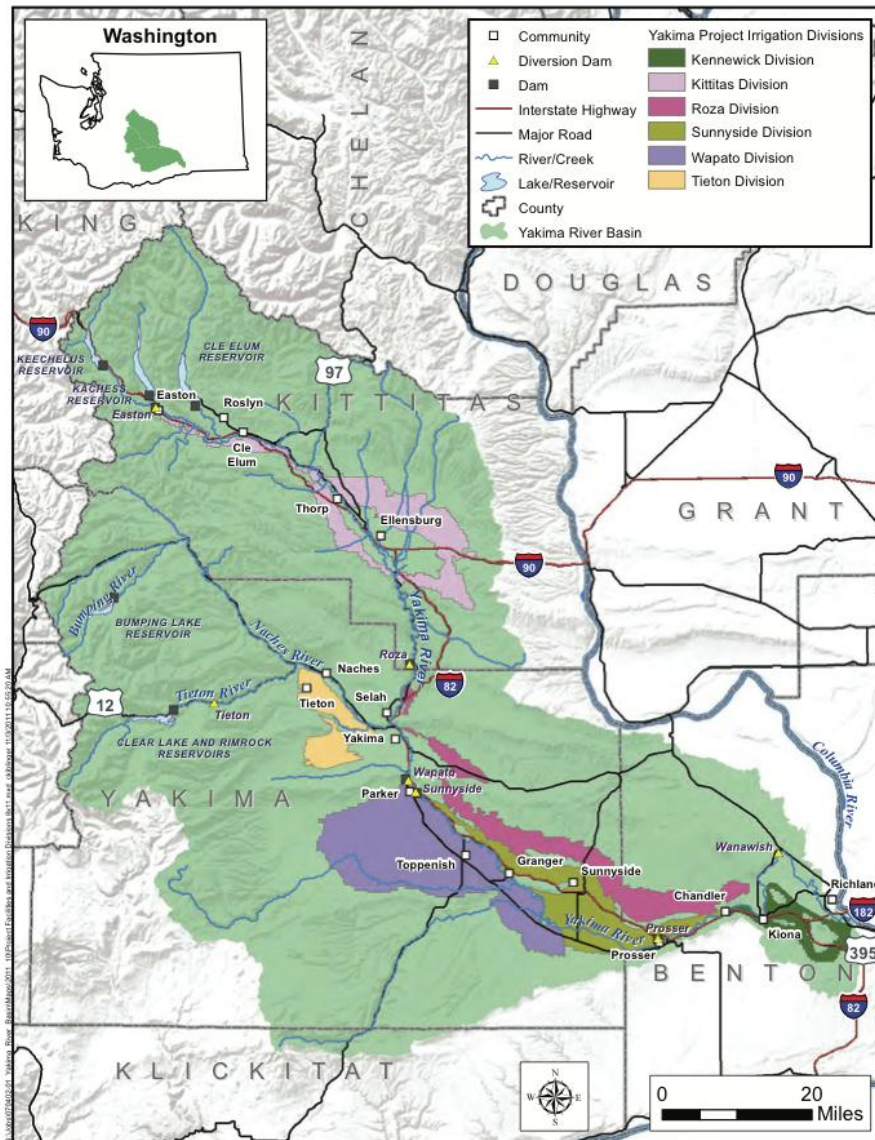 Washington
Community
Diversion Dam
Dam
Interstate Highway
Major Road
River/Creek
Lake/Reservoir
County
Yakima River Basin
Yakima Project Irrigation Divisions
Kennewick Division
Kittitas Division
Roza Division
Sunnyside Division
Wapato Division
Tieton Division
CHELAN
KING
DOUGLAS
90
KEECHELUS
RESERVOIR
CLE ELUM
RESERVOIR
97
KACHESS
RESERVOIR
Easton
Easton
Roslyn
KITTITAS
Cle
Elum
90
GRANT
Thorp
Ellensburg
90
Bumping River
BUMPING LAKE
RESERVOIR
Yakima River
Naches River
Roza
Naches
82
12
Tieton River
Tieton
Tieton
Selah
CLEAR LAKE AND RIMROCK
RESERVOIRS
Yakima
Columbia River
YAKIMA
Wapato
Sunnyside
Parker
Wanawish
Toppenish
Granger
Sunnyside
Chandler
Richland
182
Yakima River
Prosser
Prosser
Kiona
395
BENTON
82
KLICKITAT
N
W
E
S
0
20
Miles